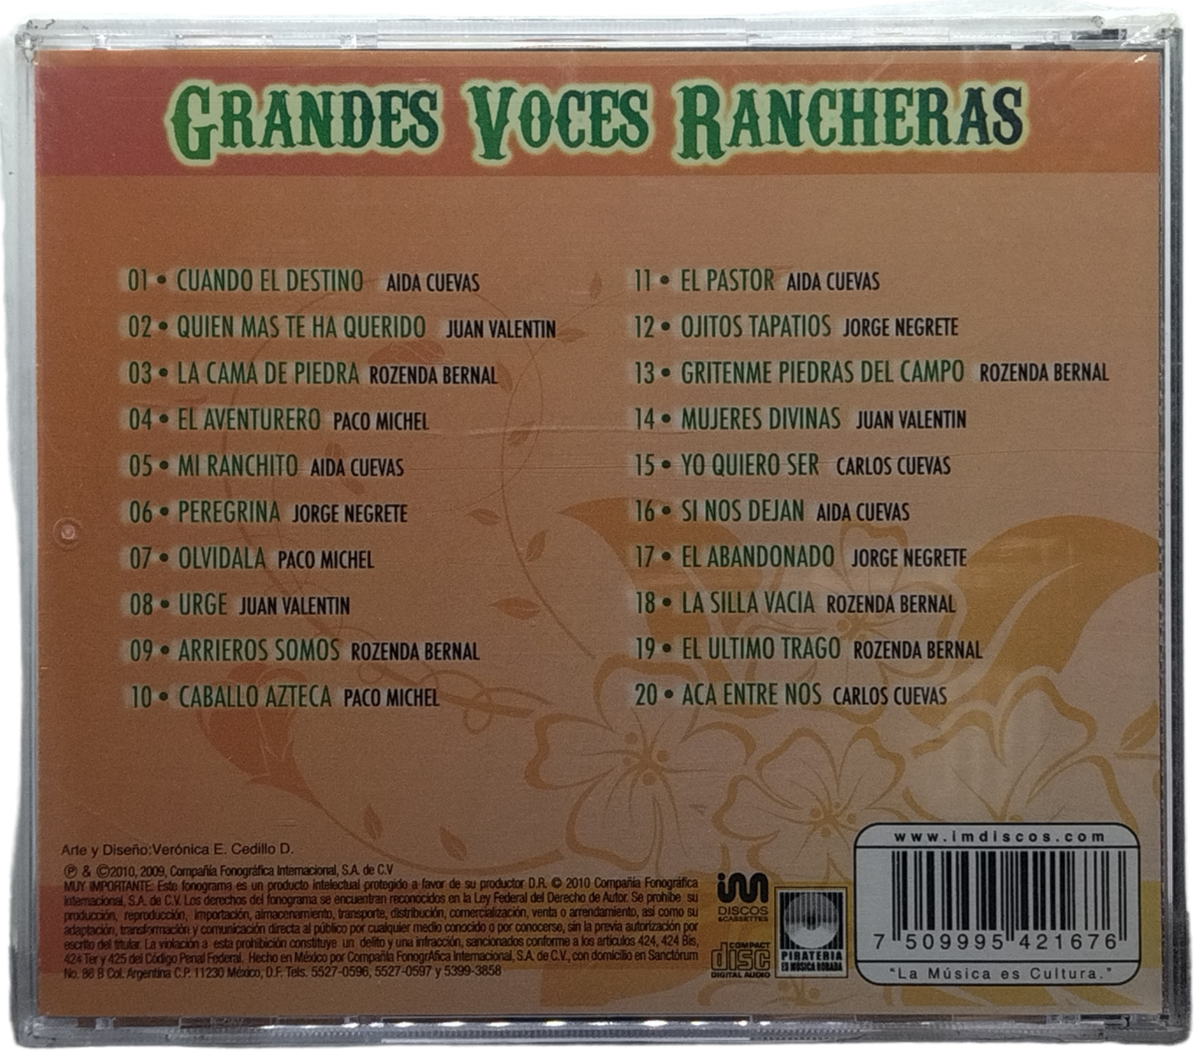 GRANDES VOCES RANCHERAS
01 • CUANDO EL DESTINO AIDA CUEVAS
02 • QUIEN MAS TE HA QUERIDO JUAN VALENTIN
03 • LA CAMA DE PIEDRA ROZENDA BERNAL
04 • EL AVENTURERO PACO MICHEL
05 • MI RANCHITO AIDA CUEVAS
06 • PEREGRINA JORGE NEGRETE
07 • OLVIDALA PACO MICHEL
08 • URGE JUAN VALENTIN
09 • ARRIEROS SOMOS ROZENDA BERNAL
10 • CABALLO AZTECA PACO MICHEL
11 • EL PASTOR AIDA CUEVAS
12 • OJITOS TAPATIOS JORGE NEGRETE
13 • GRITENME PIEDRAS DEL CAMPO ROZENDA BERNAL
14 • MUJERES DIVINAS JUAN VALENTIN
15 • YO QUIERO SER CARLOS CUEVAS
16 • SI NOS DEJAN AIDA CUEVAS
17 • EL ABANDONADO JORGE NEGRETE
18 • LA SILLA VACIA ROZENDA BERNAL
19 • EL ULTIMO TRAGO ROZENDA BERNAL
20 • ACA ENTRE NOS CARLOS CUEVAS
Arte y Diseño:Verónica E. Cedillo D.
℗ & ©2010, 2009, Compañía Fonográfica Internacional, S.A. de C.V
MUY IMPORTANTE: Este fonograma es un producto intelectual protegido a favor de su productor D.R. © 2010 Compañía Fonográfica
Internacional, S.A. de C.V. Los derechos del fonograma se encuentran reconocidos en la Ley Federal del Derecho de Autor. Se prohíbe su
producción, reproducción, importación, almacenamiento, transporte, distribución, comercialización, venta o arrendamiento, así como su
adaptación, transformación y comunicación directa al público por cualquier medio conocido o por conocerse, sin la previa autorización por
escrito del titular. La violación a esta prohibición constituye un delito y una infracción, sancionados conforme a los artículos 424, 424 Bis,
424 Ter y 425 del Código Penal Federal. Hecho en México por Compañía Fonográfica Internacional, S.A. de C.V., con domicilio en Sanctórum
No. 86 B Col. Argentina C.P. 11230 México, D.F. Tels. 5527-0596, 5527-0597 y 5399-3858
im
DISCOS
&CASSETTES
COMPACT
disc
DIGITAL AUDIO
PIRATERIA
ES MUSICA ROBADA
www.imdiscos.com
7 509995 421676
"La Música es Cultura."